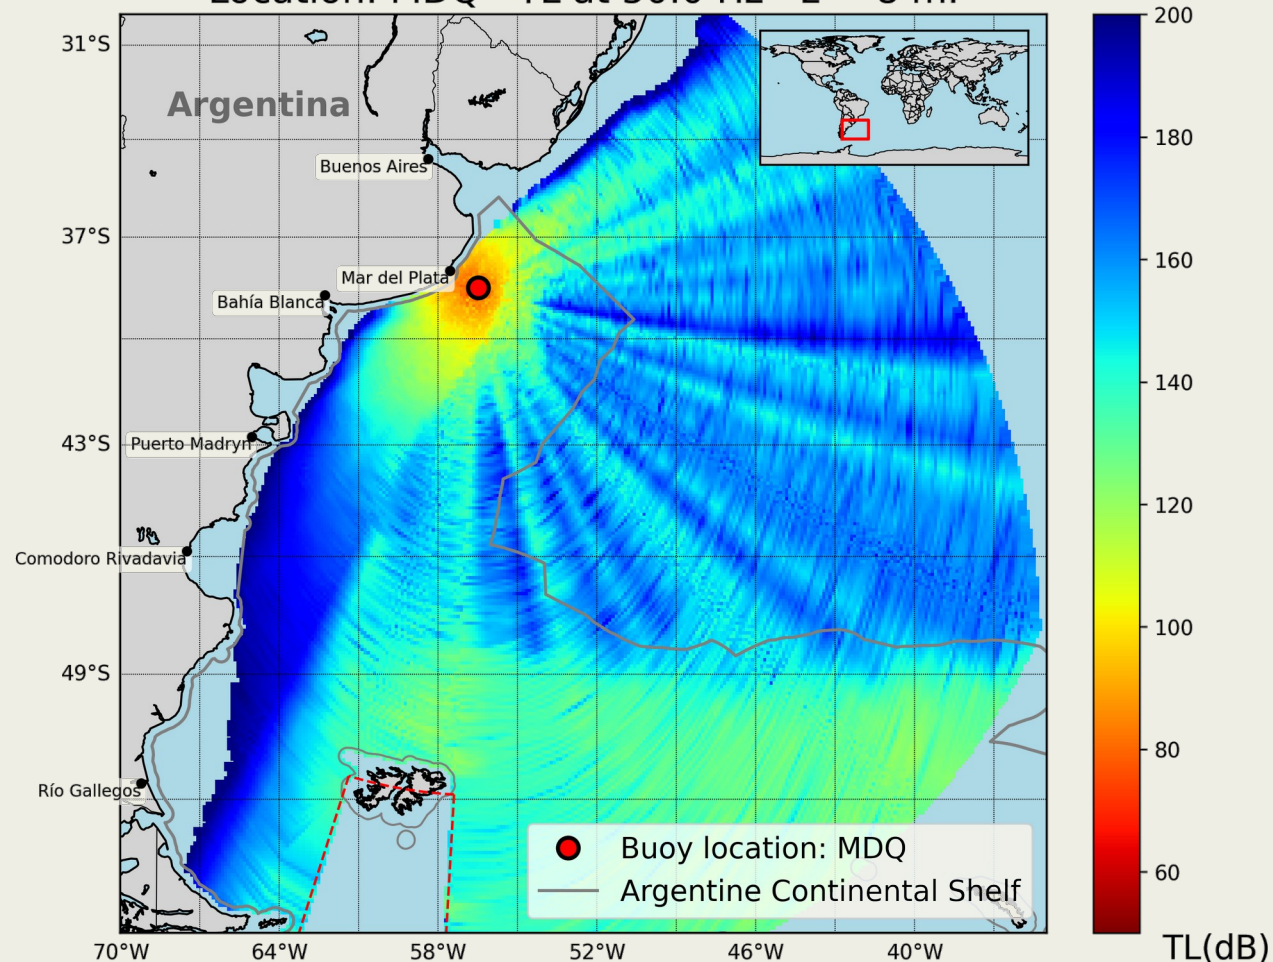 31°S
Argentina
Buenos Aires
37°S
Mar del Plata
Bahía Blanca
43°S
Puerto Madryn
Comodoro Rivadavia
49°S
Río Gallegos
Buoy location: MDQ
Argentine Continental Shelf
70°W 64°W 58°W 52°W 46°W 40°W
200
180
160
140
120
100
80
60
TL(dB)